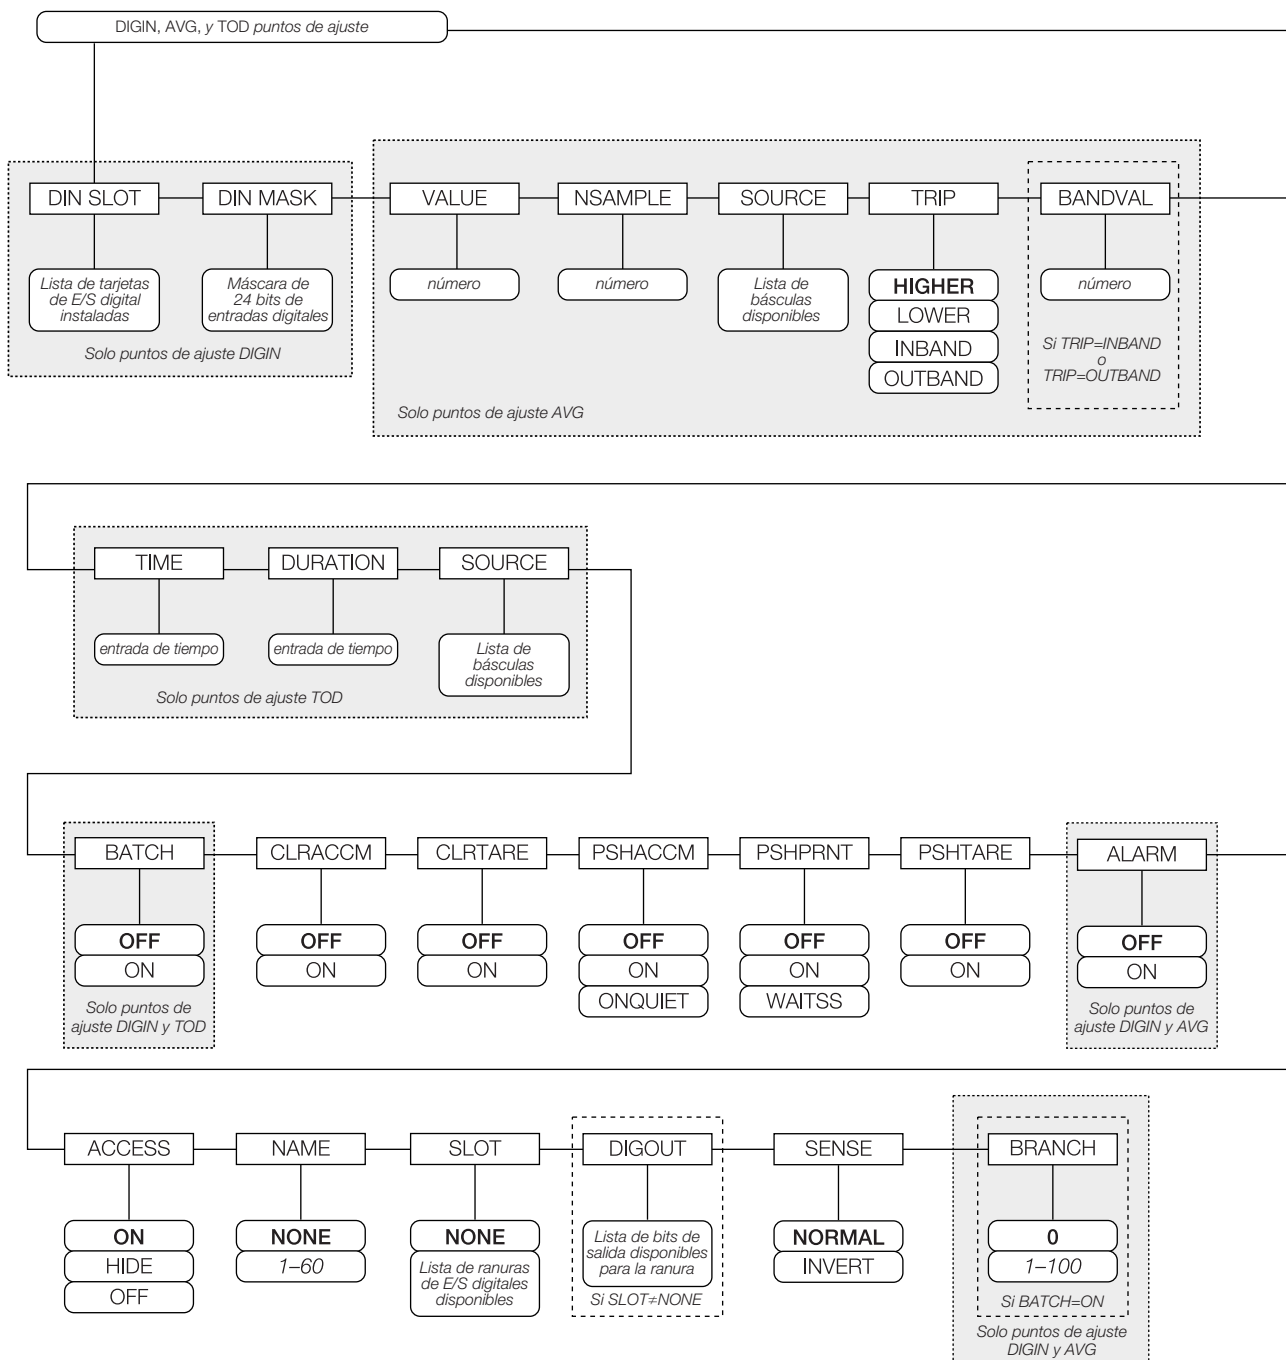 DIGIN, AVG, y TOD puntos de ajuste
DIN SLOT
DIN MASK
VALUE
NSAMPLE
SOURCE
TRIP
BANDVAL
Lista de tarjetas
de E/S digital
instaladas
Máscara de
24 bits de
entradas digitales
número
número
Lista de
básculas
disponibles
HIGHER
LOWER
INBAND
OUTBAND
número
Solo puntos de ajuste DIGIN
Si TRIP=INBAND
o
TRIP=OUTBAND
Solo puntos de ajuste AVG
TIME
DURATION
SOURCE
entrada de tiempo
entrada de tiempo
Lista de
básculas
disponibles
Solo puntos de ajuste TOD
BATCH
CLRACCM
CLRTARE
PSHACCM
PSHPRNT
PSHTARE
ALARM
OFF
ON
OFF
ON
OFF
ON
OFF
ON
ONQUIET
OFF
ON
WAITSS
OFF
ON
OFF
ON
Solo puntos de
ajuste DIGIN y TOD
Solo puntos de
ajuste DIGIN y AVG
ACCESS
NAME
SLOT
DIGOUT
SENSE
BRANCH
ON
HIDE
OFF
NONE
1–60
NONE
Lista de ranuras
de E/S digitales
disponibles
Lista de bits de
salida disponibles
para la ranura
Si SLOT≠NONE
NORMAL
INVERT
0
1–100
Si BATCH=ON
Solo puntos de ajuste
DIGIN y AVG